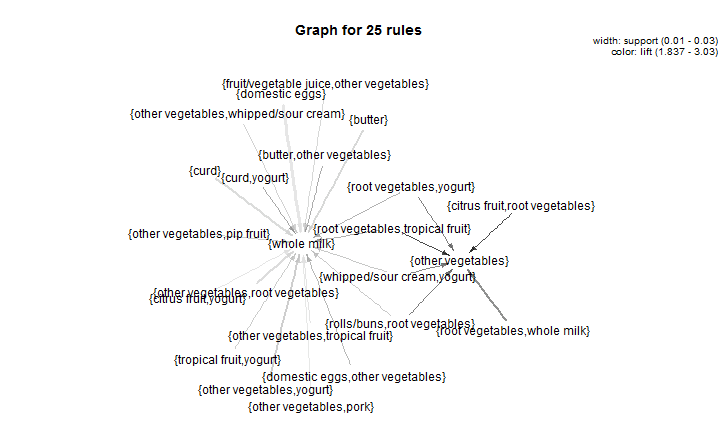 Graph for 25 rules
width: support (0.01 - 0.03)
color: lift (1.837 - 3.03)
{fruit/vegetable juice,other vegetables}
{domestic eggs}
{other vegetables,whipped/sour cream}
{butter}
{butter,other vegetables}
{curd}
{curd,yogurt}
{root vegetables,yogurt}
{citrus fruit,root vegetables}
{root vegetables,tropical fruit}
{other vegetables,pip fruit}
{whole milk}
{other vegetables}
{whipped/sour cream,yogurt}
{other vegetables,root vegetables}
{citrus fruit,yogurt}
{rolls/buns,root vegetables}
{root vegetables,whole milk}
{other vegetables,tropical fruit}
{tropical fruit,yogurt}
{domestic eggs,other vegetables}
{other vegetables,yogurt}
{other vegetables,pork}